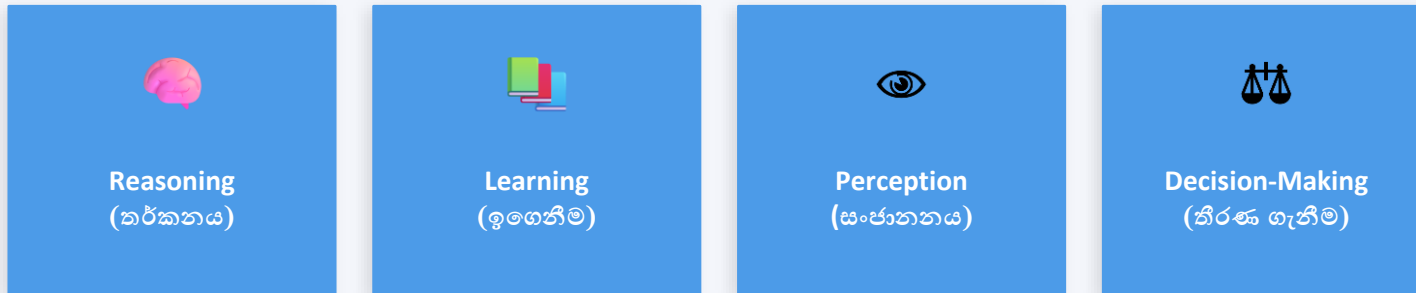 Reasoning
(තර්කනය)
Learning
(ඉගෙනීම)
Perception
(සංජානනය)
Decision-Making
(තීරණ ගැනීම)